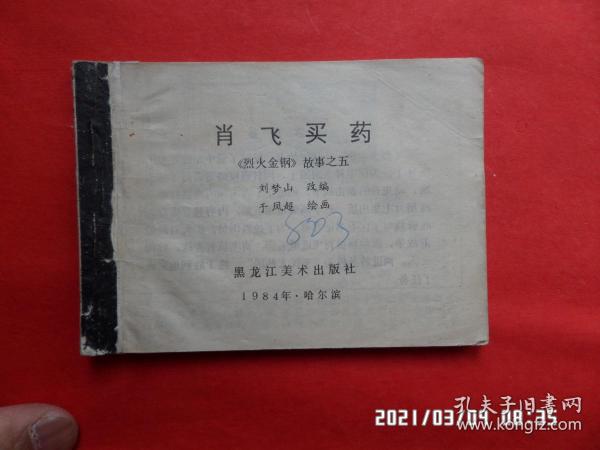 肖飞买药
《烈火金钢》故事之五
刘梦山 改编
于凤超 绘画
803
黑龙江美术出版社
1984年·哈尔滨
2021/03/09 08:35
孔夫子旧書网
www.kongfz.com